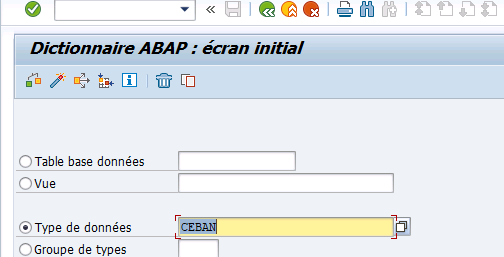 Dictionnaire ABAP : écran initial
Table base données
Vue
Type de données
CEBAN
Groupe de types